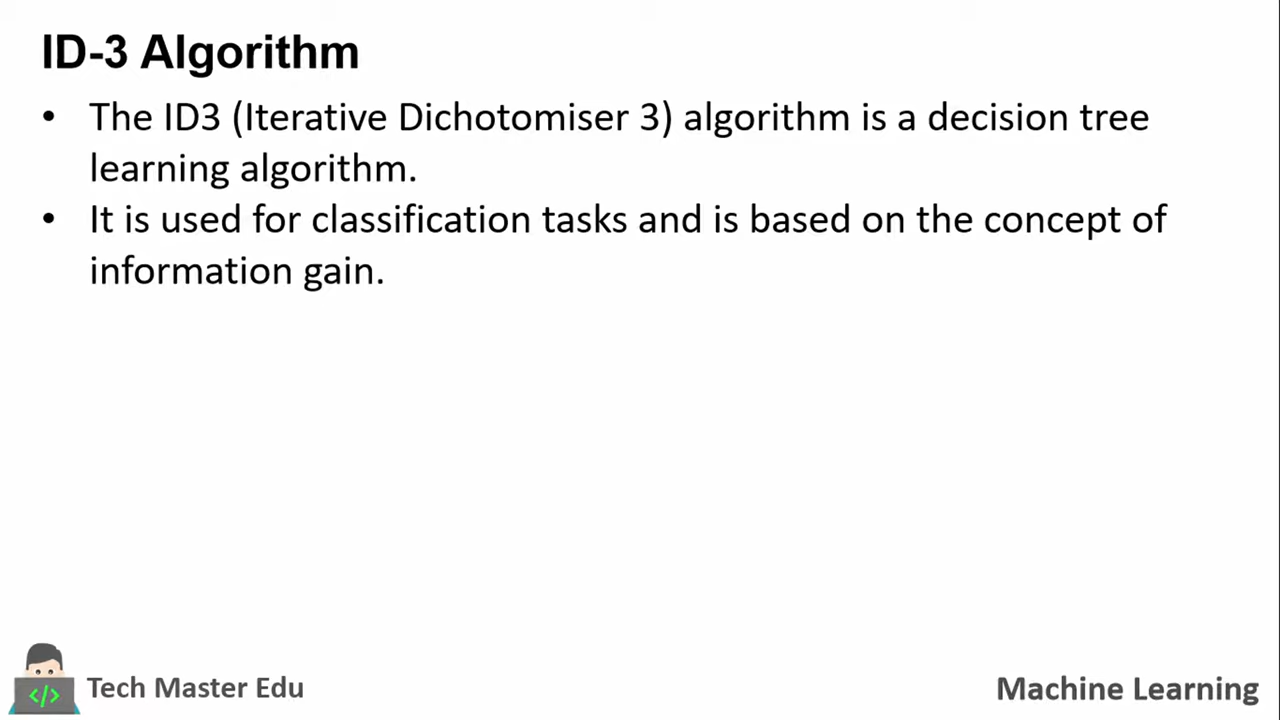 ID-3 Algorithm
• The ID3 (Iterative Dichotomiser 3) algorithm is a decision tree
learning algorithm.
• It is used for classification tasks and is based on the concept of
information gain.
</>
Tech Master Edu
Machine Learning